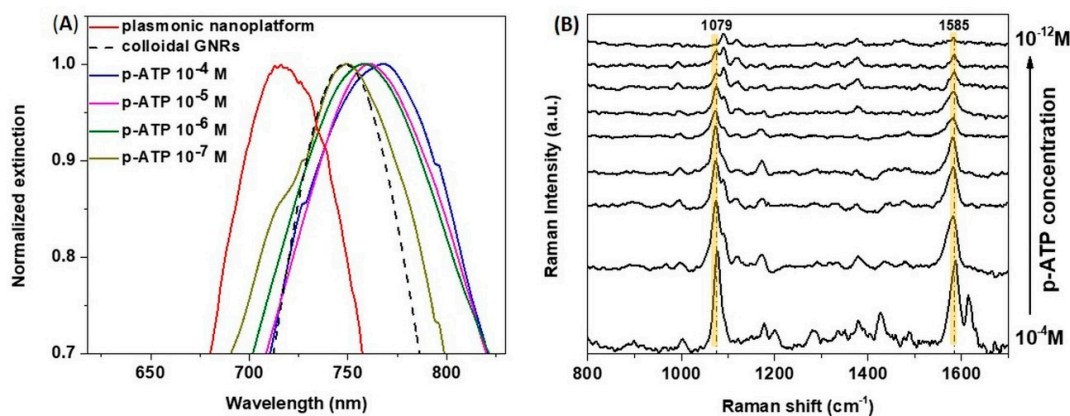 (A)
plasmonic nanoplatform
colloidal GNRs
p-ATP 10-4 M
p-ATP 10-5 M
p-ATP 10-6 M
p-ATP 10-7 M
Normalized extinction
1.0
0.9
0.8
0.7
650 700 750 800
Wavelength (nm)
(B)
1079 1585
10-12M
p-ATP concentration
10-4M
Raman Intensity (a.u.)
800 1000 1200 1400 1600
Raman shift (cm-1)